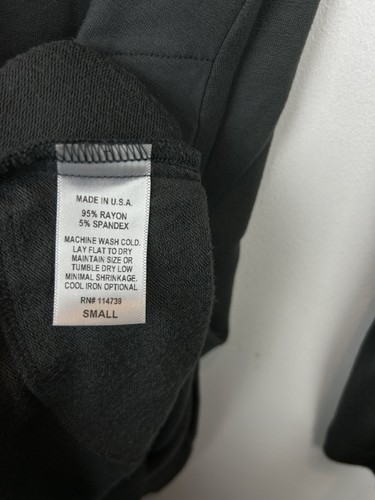 MADE IN U.S.A.
95% RAYON
5% SPANDEX
MACHINE WASH COLD.
LAY FLAT TO DRY
MAINTAIN SIZE OR
TUMBLE DRY LOW
MINIMAL SHRINKAGE.
COOL IRON OPTIONAL
RN# 114739
SMALL